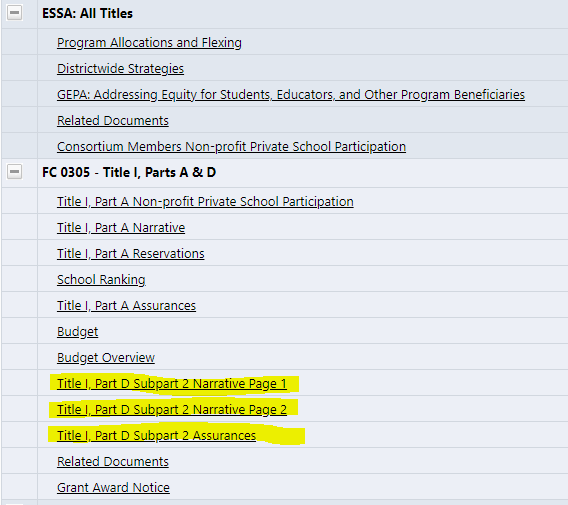 ESSA: All Titles
Program Allocations and Flexing
Districtwide Strategies
GEPA: Addressing Equity for Students, Educators, and Other Program Beneficiaries
Related Documents
Consortium Members Non-profit Private School Participation
FC 0305 - Title I, Parts A & D
Title I, Part A Non-profit Private School Participation
Title I, Part A Narrative
Title I, Part A Reservations
School Ranking
Title I, Part A Assurances
Budget
Budget Overview
Title I, Part D Subpart 2 Narrative Page 1
Title I, Part D Subpart 2 Narrative Page 2
Title I, Part D Subpart 2 Assurances
Related Documents
Grant Award Notice